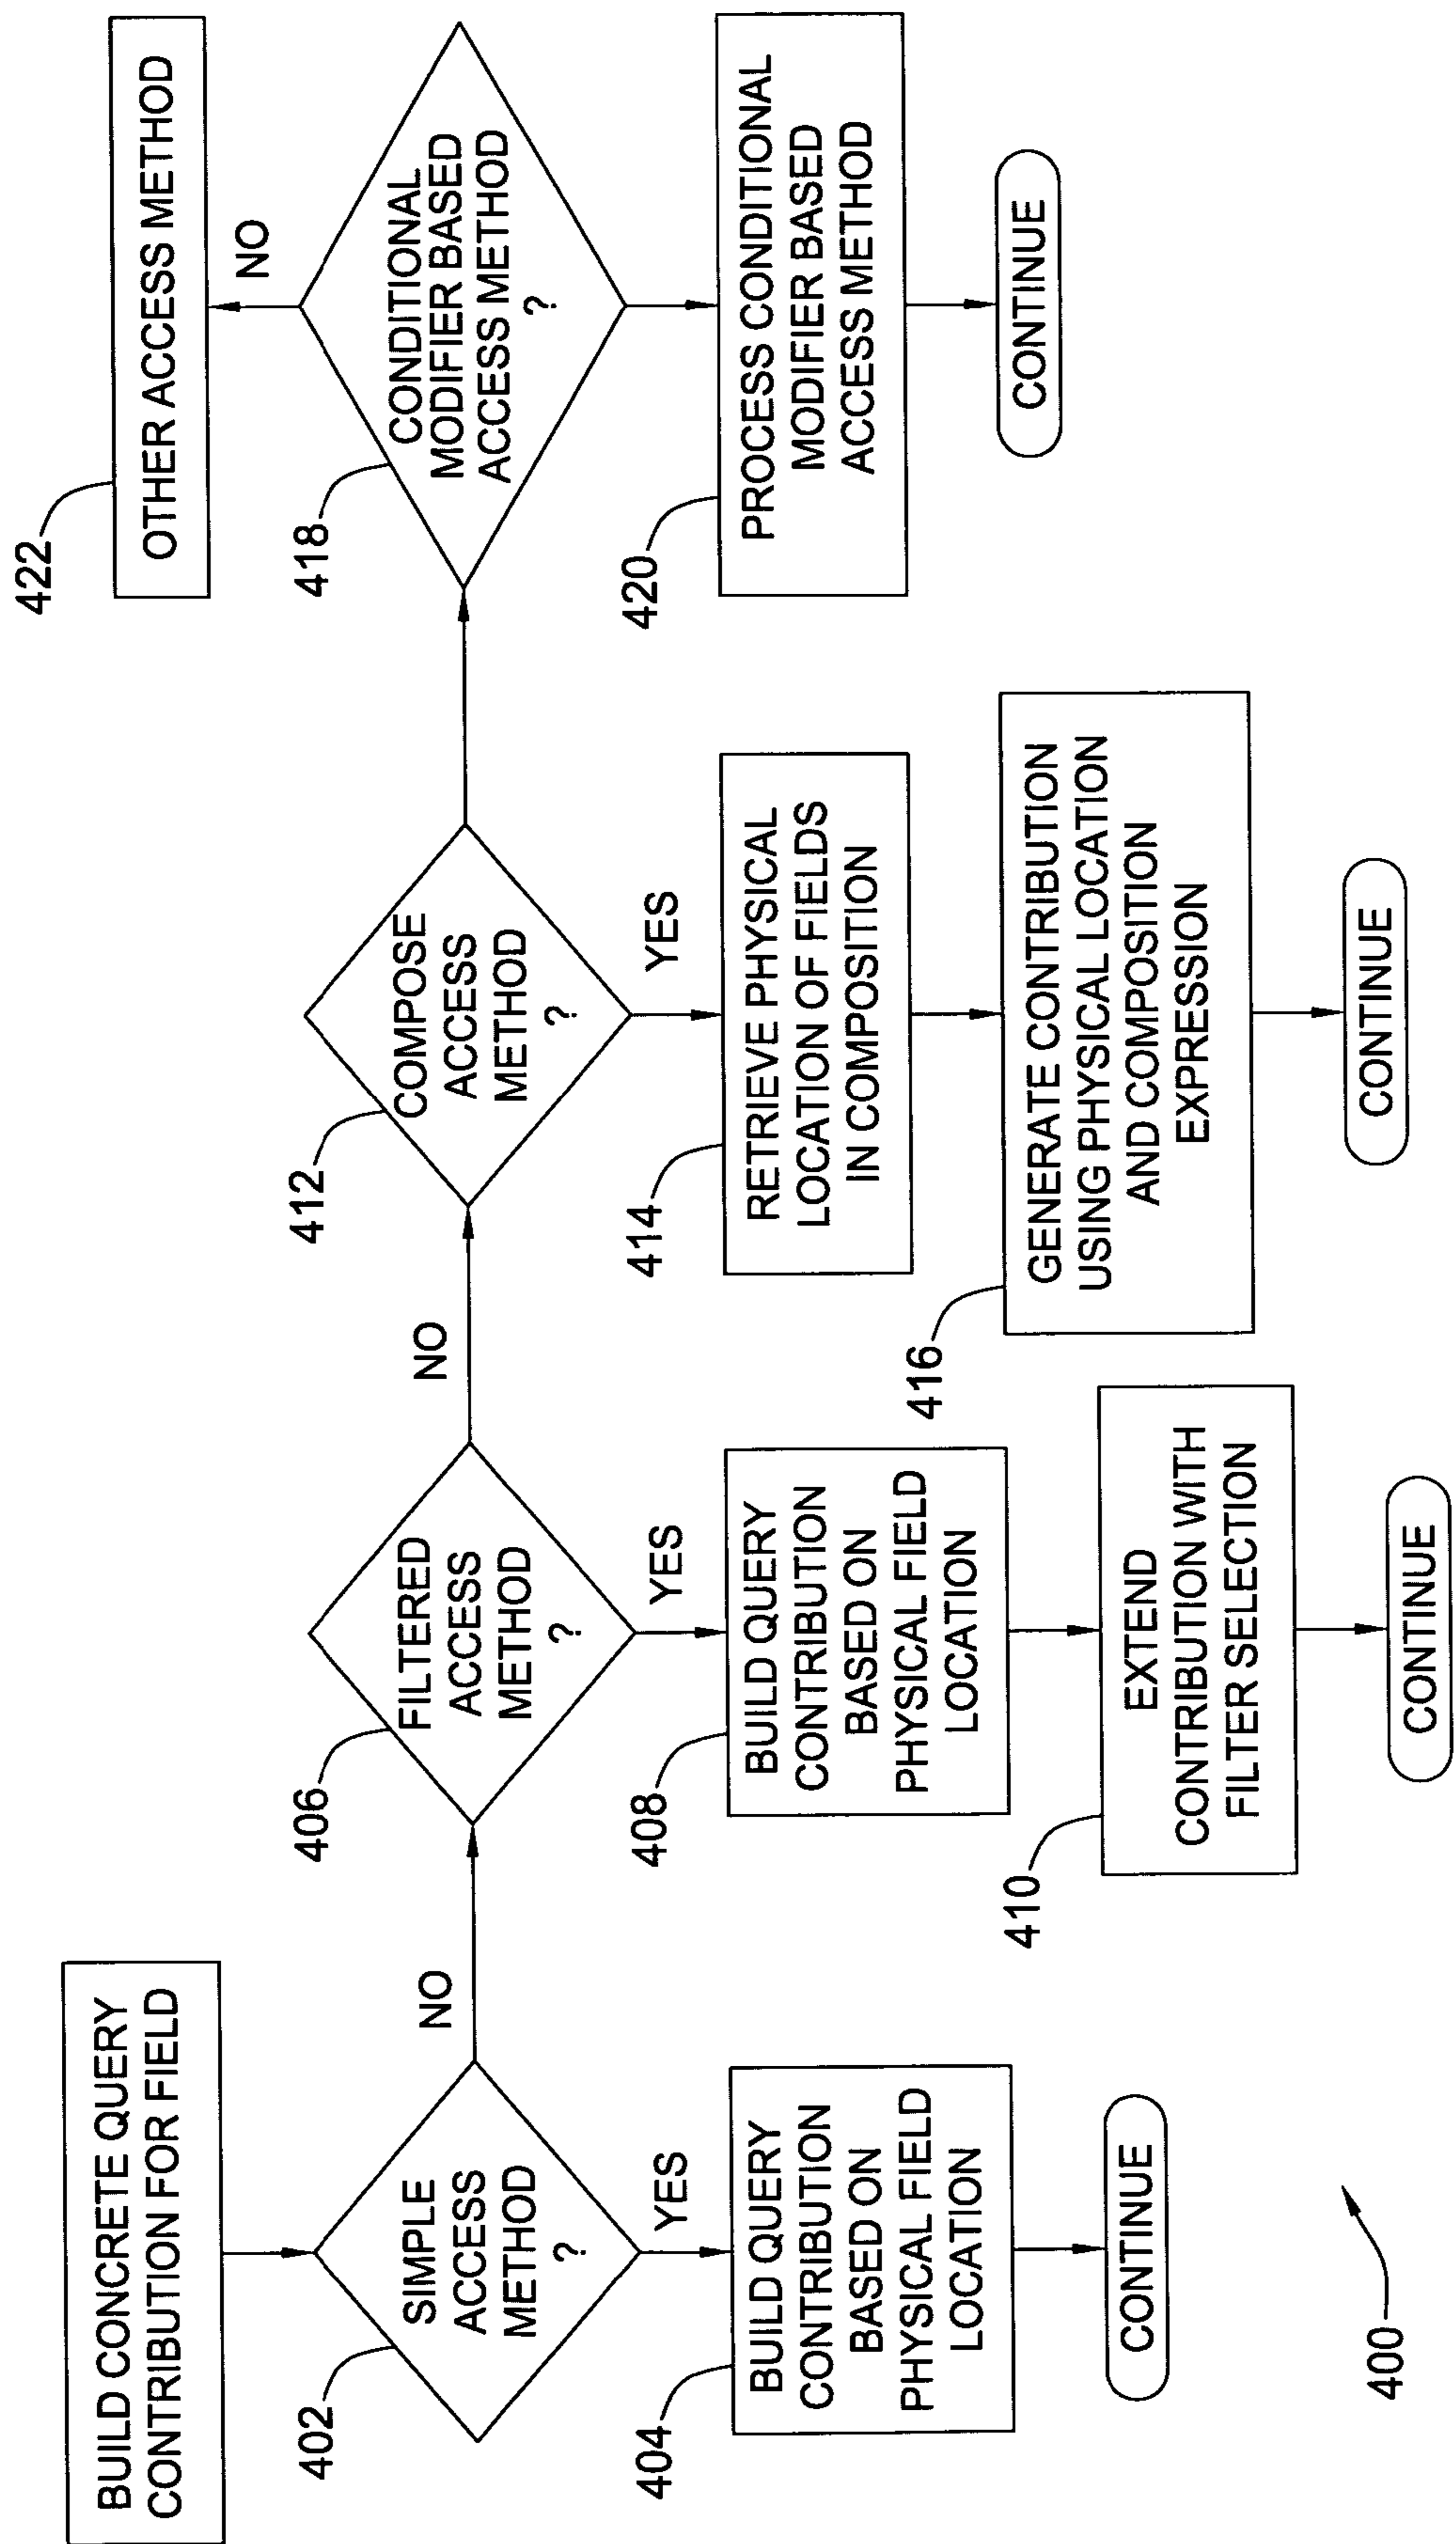 BUILD CONCRETE QUERY
CONTRIBUTION FOR FIELD
402
SIMPLE
ACCESS
METHOD
?
NO
YES
404
BUILD QUERY
CONTRIBUTION
BASED ON
PHYSICAL FIELD
LOCATION
CONTINUE
406
FILTERED
ACCESS
METHOD
?
NO
YES
408
BUILD QUERY
CONTRIBUTION
BASED ON
PHYSICAL FIELD
LOCATION
410
EXTEND
CONTRIBUTION WITH
FILTER SELECTION
CONTINUE
412
COMPOSE
ACCESS
METHOD
?
YES
414
RETRIEVE PHYSICAL
LOCATION OF FIELDS
IN COMPOSITION
416
GENERATE CONTRIBUTION
USING PHYSICAL LOCATION
AND COMPOSITION
EXPRESSION
CONTINUE
418
CONDITIONAL
MODIFIER BASED
ACCESS METHOD
?
NO
422
OTHER ACCESS METHOD
420
PROCESS CONDITIONAL
MODIFIER BASED
ACCESS METHOD
CONTINUE
400